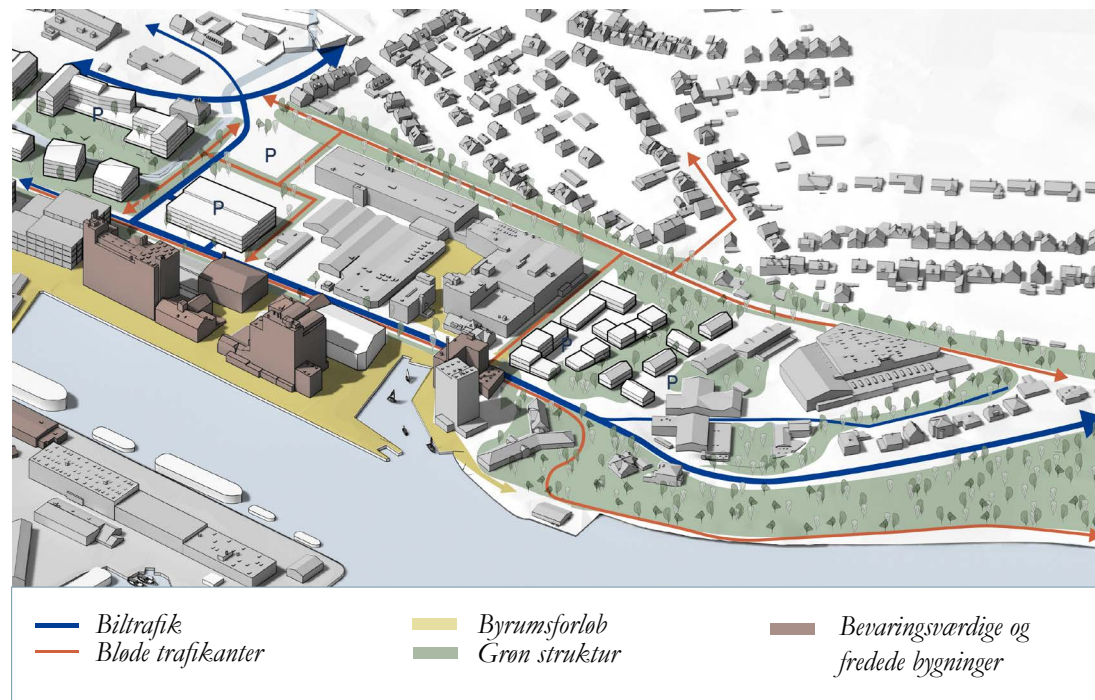 P
P
P
P
P
Biltrafik
Bløde trafikanter
Byrumsforløb
Grøn struktur
Bevaringsværdige og
fredede bygninger